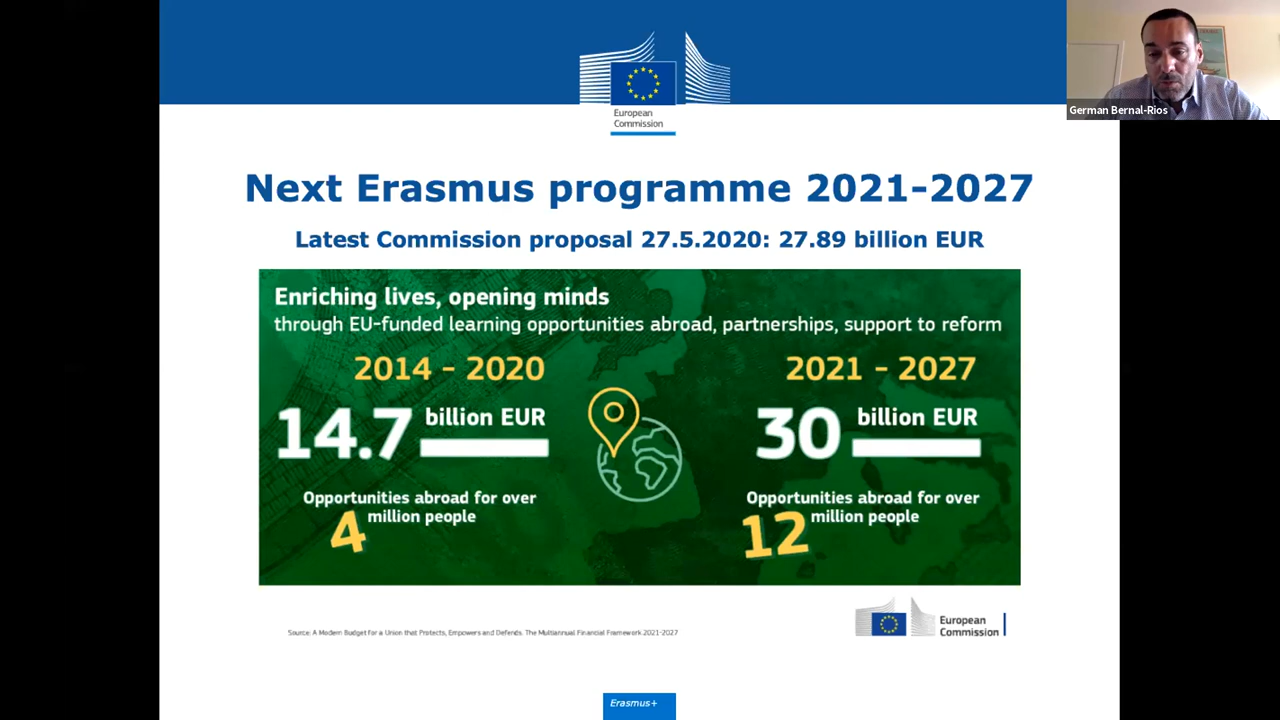 German Bernal-Rios
European
Commission
Next Erasmus programme 2021-2027
Latest Commission proposal 27.5.2020: 27.89 billion EUR
Enriching lives, opening minds
through EU-funded learning opportunities abroad, partnerships, support to reform
2014 - 2020
14.7 billion EUR
Opportunities abroad for over
4 million people
2021 - 2027
30 billion EUR
Opportunities abroad for over
12 million people
Source: A Modern Budget for a Union that Protects, Empowers and Defends. The Multiannual Financial Framework 2021-2027
European
Commission
Erasmus+